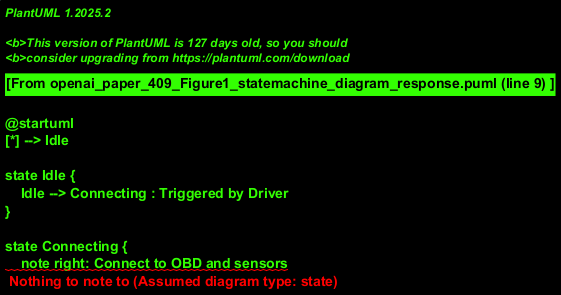 PlantUML 1.2025.2
<b>This version of PlantUML is 127 days old, so you should
<b>consider upgrading from https://plantuml.com/download
[From openai_paper_409_Figure1_statemachine_diagram_response.puml (line 9) ]
@startuml
[*] --> Idle
state Idle {
Idle --> Connecting : Triggered by Driver
}
state Connecting {
note right: Connect to OBD and sensors
Nothing to note to (Assumed diagram type: state)